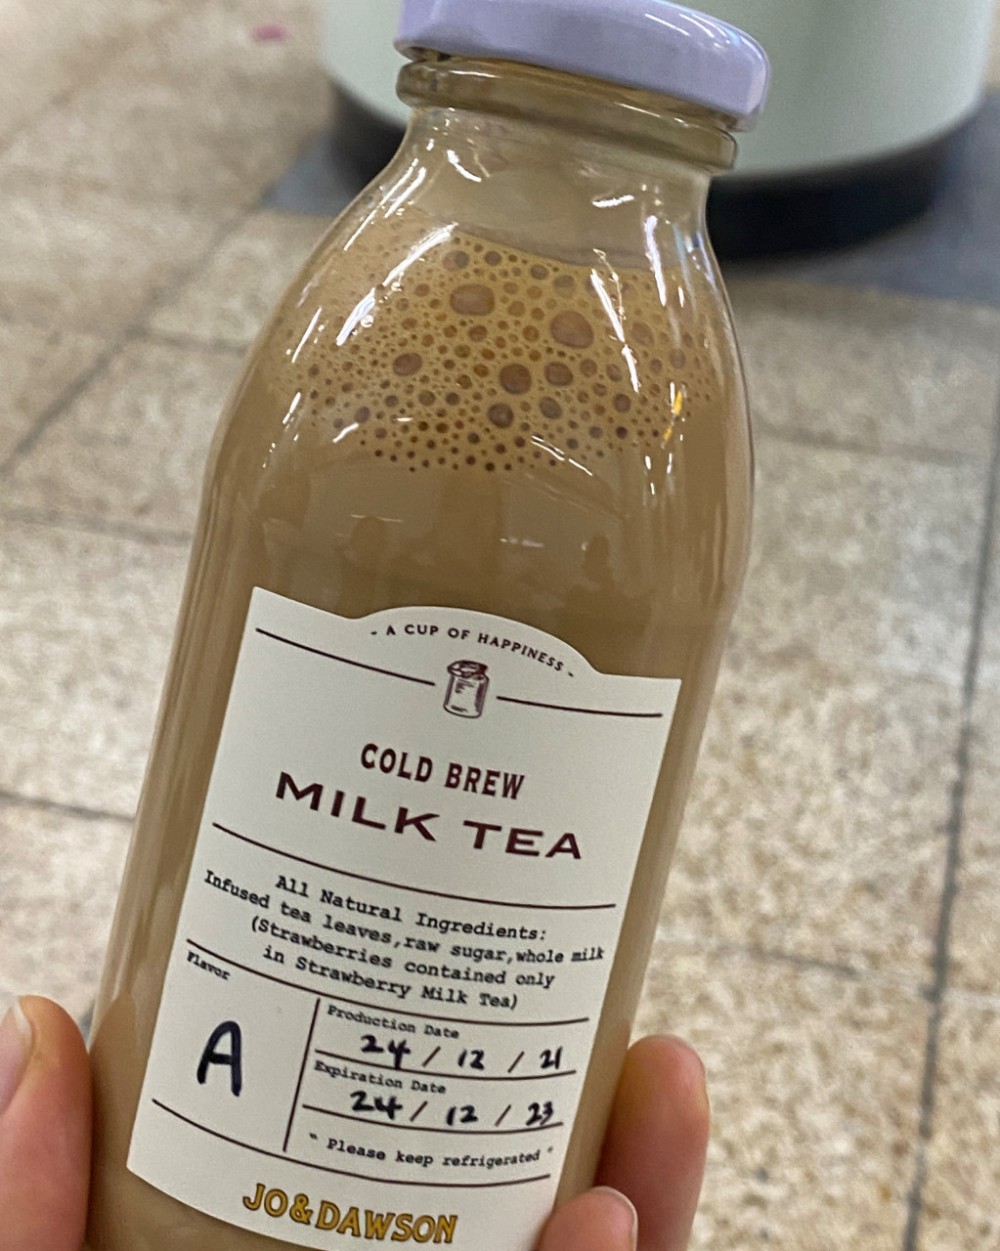 - A CUP OF HAPPINESS -
COLD BREW
MILK TEA
All Natural Ingredients:
Infused tea leaves,raw sugar,whole milk
(Strawberries contained only
in Strawberry Milk Tea)
Flavor
A
Production Date
24 / 12 / 21
Expiration Date
24 / 12 / 23
" Please keep refrigerated "
JO&DAWSON